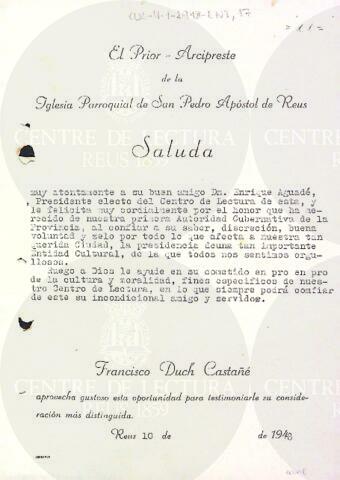 = 11 =
El Prior - Arcipreste
de la
Iglesia Parroquial de San Pedro Apóstol de Reus
CENTRE DE LECTURA
REUS 1859
Saluda
muy atentamente a su buen amigo Dn. Enrique Aguadé,
Presidente electo del Centro de Lectura de esta, y
le felicita muy cordialmente por el honor que ha me-
recido de nuestra primera Autoridad Gubernativa de la
Provincia, al confiar a su saber, discreción, buena
voluntad y zelo por todo lo que afecta a nuestra tan
querida Ciudad, la presidencia de una tan importante
Entidad Cultural, de la que todos nos sentimos orgu-
llosos.
Ruego a Dios le ayude en su cometido en pro en pro
de la cultura y moralidad, fines específicos de nues-
tro Centro de Lectura, en lo que siempre podrá confiar
de este su incondicional amigo y servidor.
Francisco Duch Castañé
CENTRE DE LECTURA
1859
aprovecha gustoso esta oportunidad para testimoniarle su conside-
ración más distinguida.
Reus 10 de de 1948